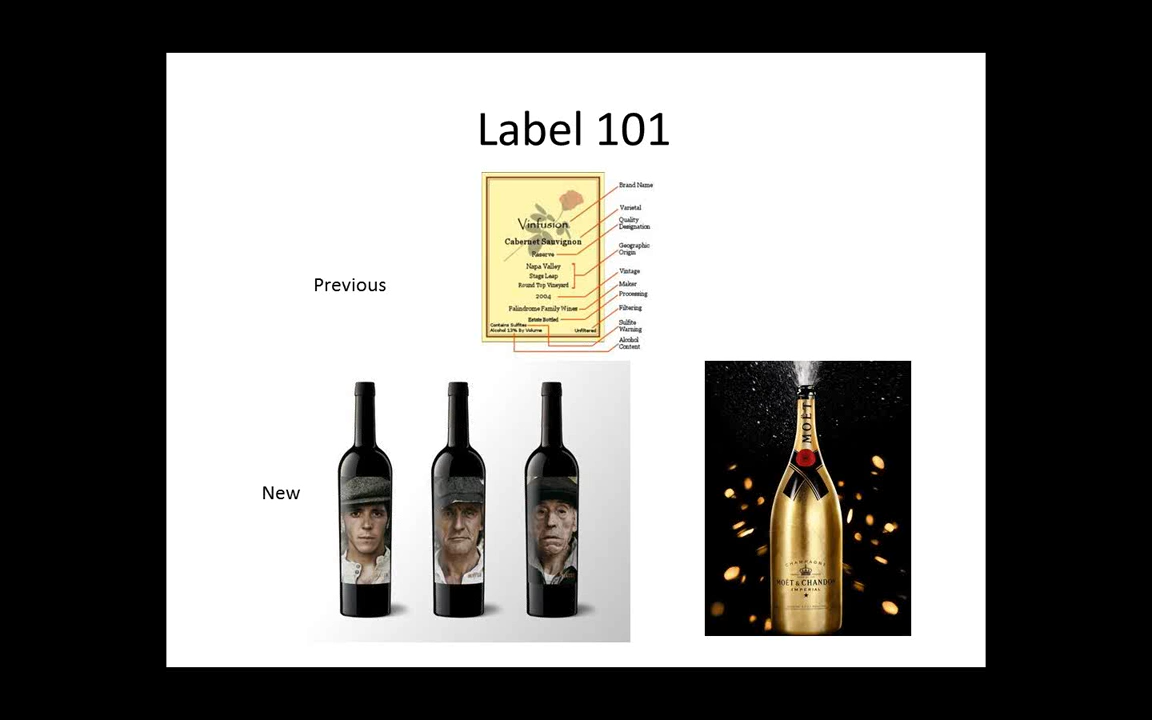 Label 101
Brand Name
Varietal
Quality
Designation
Geographic
Origin
Vintage
Maker
Processing
Filtering
Sulfite
Warning
Alcohol
Content
Vinfusion
Cabernet Sauvignon
Reserve
Napa Valley
Stags Leap
Round Top Vineyard
2004
Palindrome Family Wines
Estate Bottled
Contains Sulfites
Alcohol 13% By Volume
Unfiltered
Previous
New
MOËT
CHAMPAGNE
MOËT & CHANDON
IMPÉRIAL